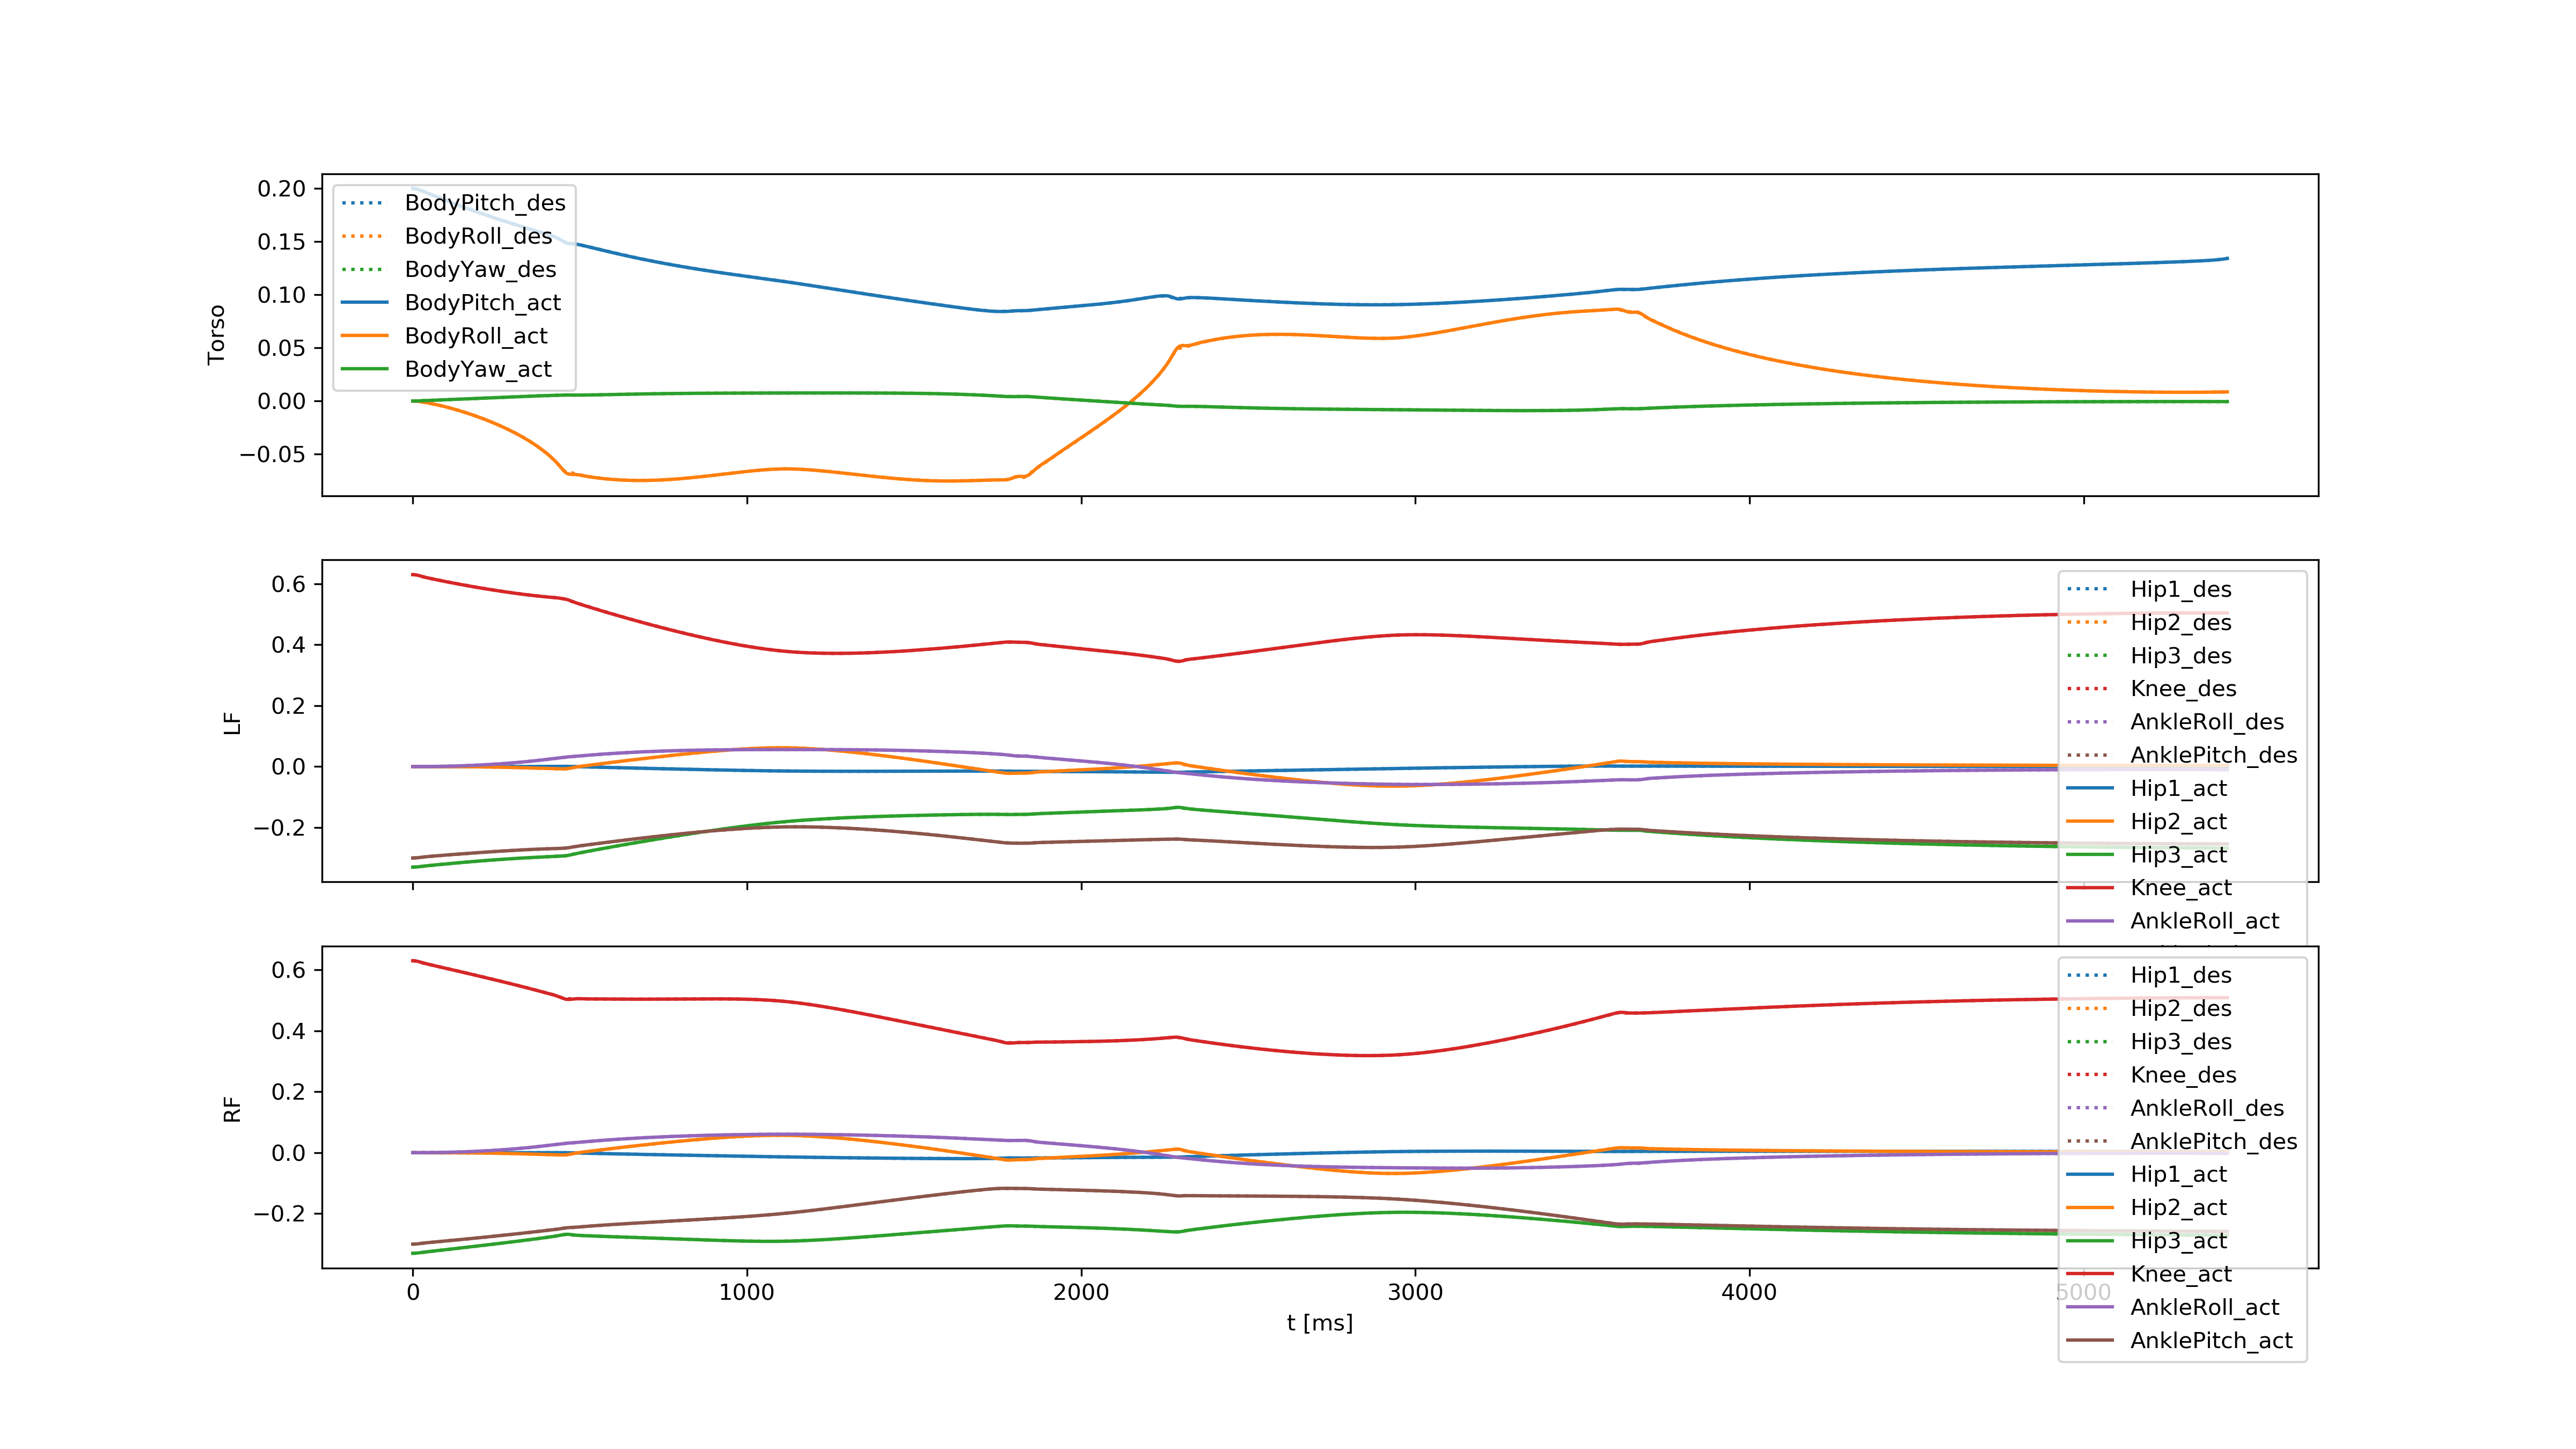 0.20
0.15
0.10
0.05
0.00
−0.05
Torso
BodyPitch_des
BodyRoll_des
BodyYaw_des
BodyPitch_act
BodyRoll_act
BodyYaw_act
0.6
0.4
0.2
0.0
−0.2
LF
Hip1_des
Hip2_des
Hip3_des
Knee_des
AnkleRoll_des
AnklePitch_des
Hip1_act
Hip2_act
Hip3_act
Knee_act
AnkleRoll_act
0.6
0.4
0.2
0.0
−0.2
RF
Hip1_des
Hip2_des
Hip3_des
Knee_des
AnkleRoll_des
AnklePitch_des
Hip1_act
Hip2_act
Hip3_act
Knee_act
AnkleRoll_act
AnklePitch_act
0 1000 2000 3000 4000 5000
t [ms]